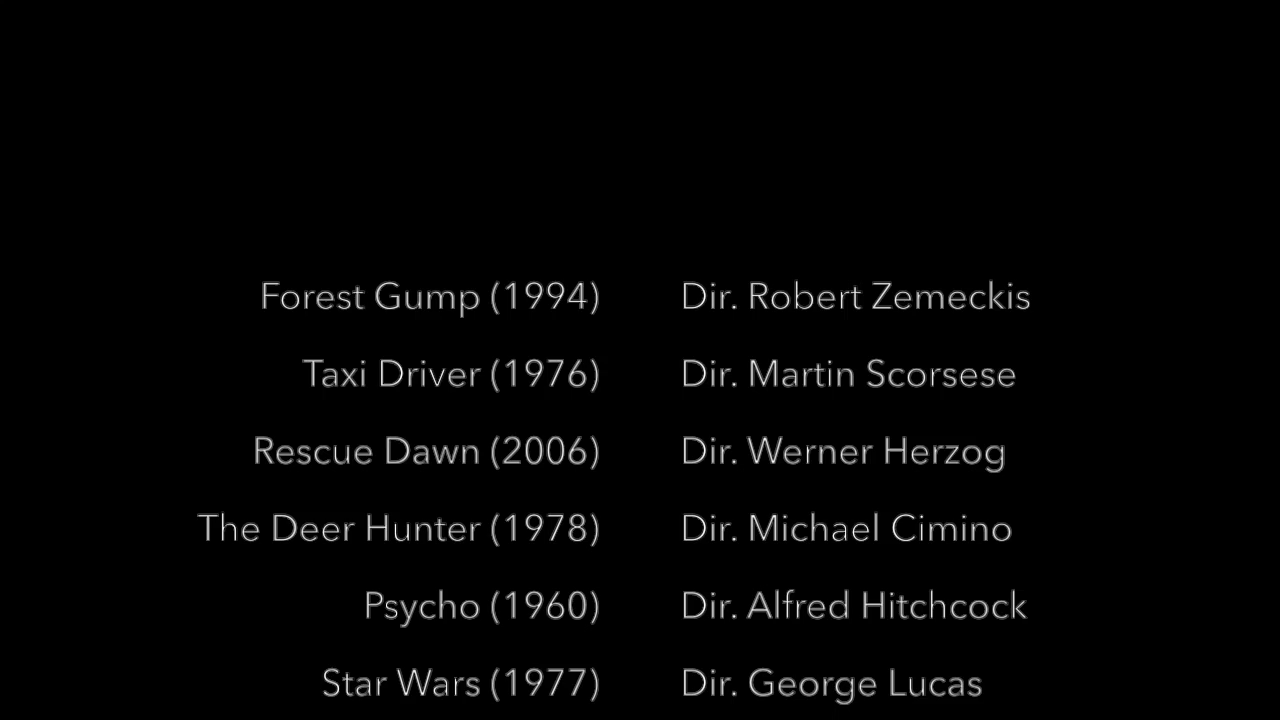 Forest Gump (1994) Dir. Robert Zemeckis
Taxi Driver (1976) Dir. Martin Scorsese
Rescue Dawn (2006) Dir. Werner Herzog
The Deer Hunter (1978) Dir. Michael Cimino
Psycho (1960) Dir. Alfred Hitchcock
Star Wars (1977) Dir. George Lucas